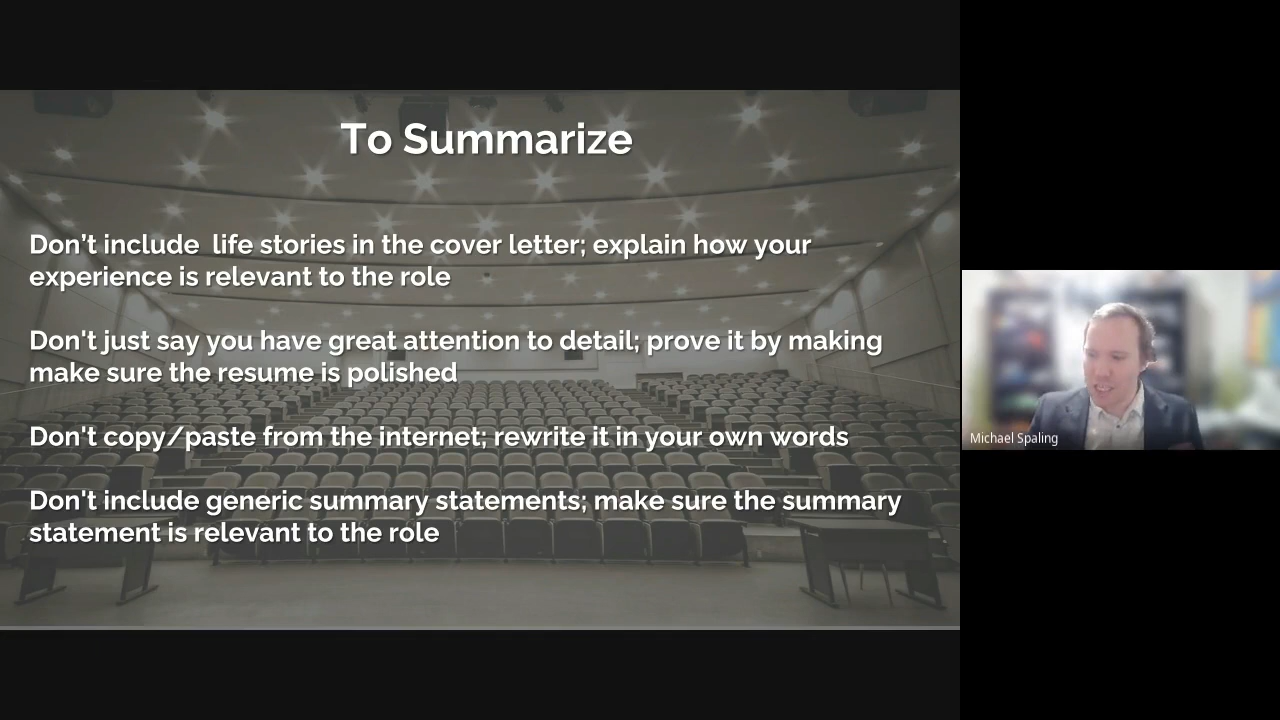 To Summarize
Don’t include  life stories in the cover letter; explain how your
experience is relevant to the role
Don't just say you have great attention to detail; prove it by making
make sure the resume is polished
Don't copy/paste from the internet; rewrite it in your own words
Don't include generic summary statements; make sure the summary
statement is relevant to the role
Michael Spaling